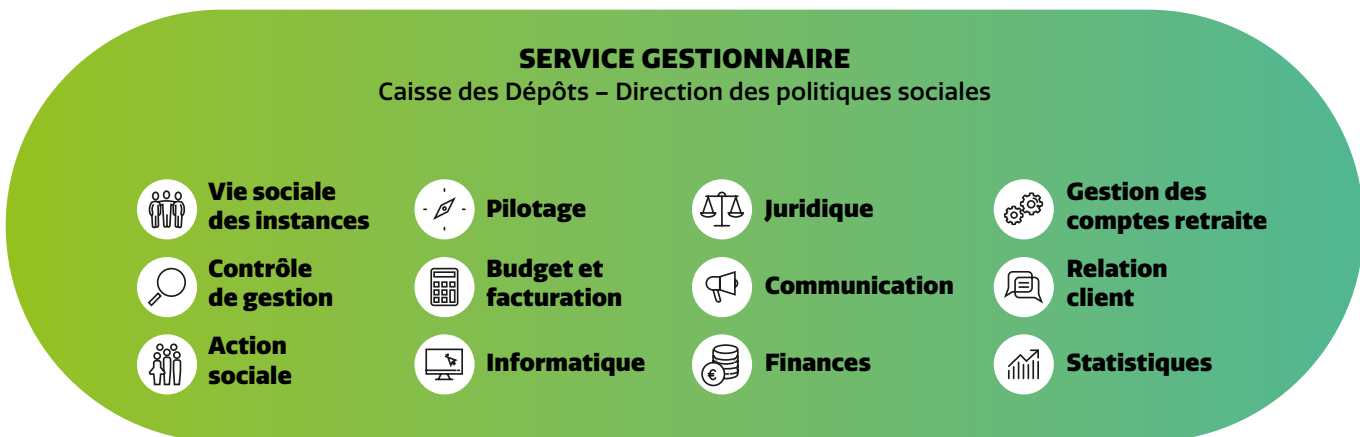 SERVICE GESTIONNAIRE
Caisse des Dépôts – Direction des politiques sociales
Vie sociale
des instances
Pilotage
Juridique
Gestion des
comptes retraite
Contrôle
de gestion
Budget et
facturation
Communication
Relation
client
Action
sociale
Informatique
€
Finances
Statistiques